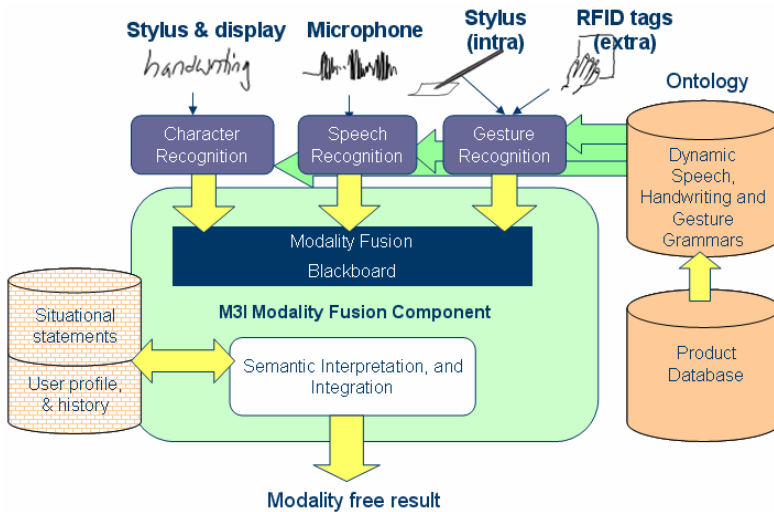 Stylus & display
Microphone
Stylus
(intra)
RFID tags
(extra)
handwriting
Ontology
Character
Recognition
Speech
Recognition
Gesture
Recognition
Dynamic
Speech,
Handwriting and
Gesture
Grammars
Modality Fusion
Blackboard
M3I Modality Fusion Component
Situational
statements
User profile,
& history
Semantic Interpretation, and
Integration
Product
Database
Modality free result